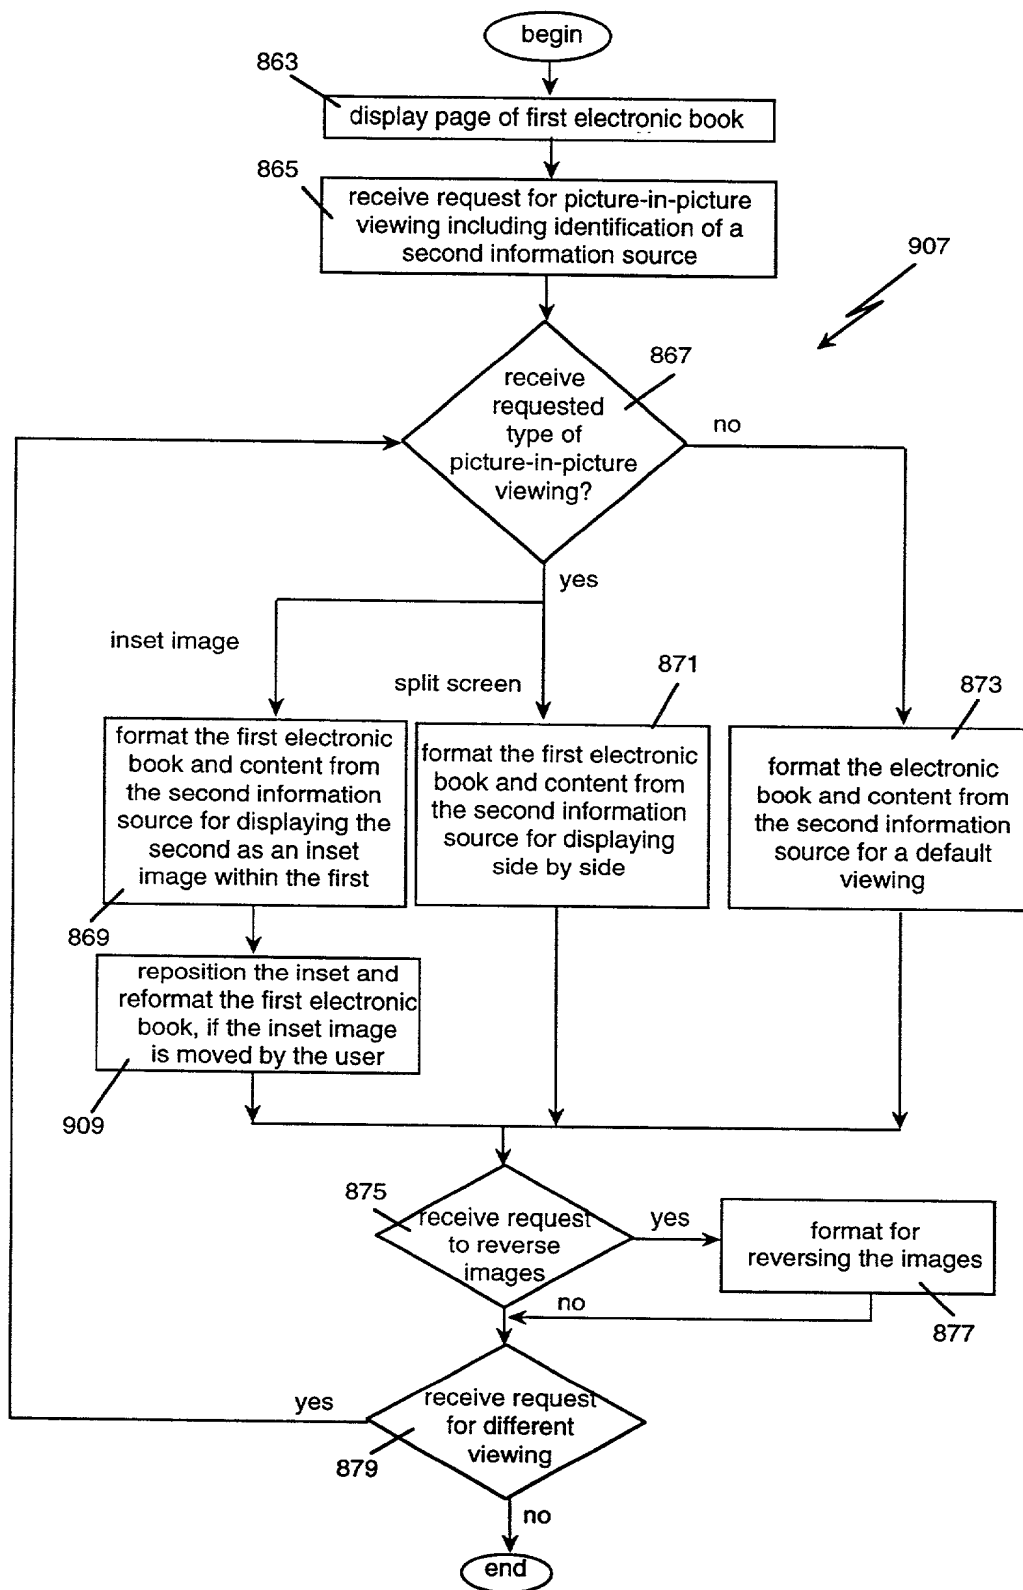 begin
863
display page of first electronic book
865
receive request for picture-in-picture
viewing including identification of a
second information source
907
867
receive
requested
type of
picture-in-picture
viewing?
no
yes
inset image
split screen
871
873
format the first electronic
book and content from
the second information
source for displaying the
second as an inset
image within the first
869
format the first electronic
book and content from
the second information
source for displaying
side by side
format the electronic
book and content from
the second information
source for a default
viewing
reposition the inset and
reformat the first electronic
book, if the inset image
is moved by the user
909
875
receive request
to reverse
images
yes
format for
reversing the images
877
no
receive request
for different
viewing
yes
879
no
end